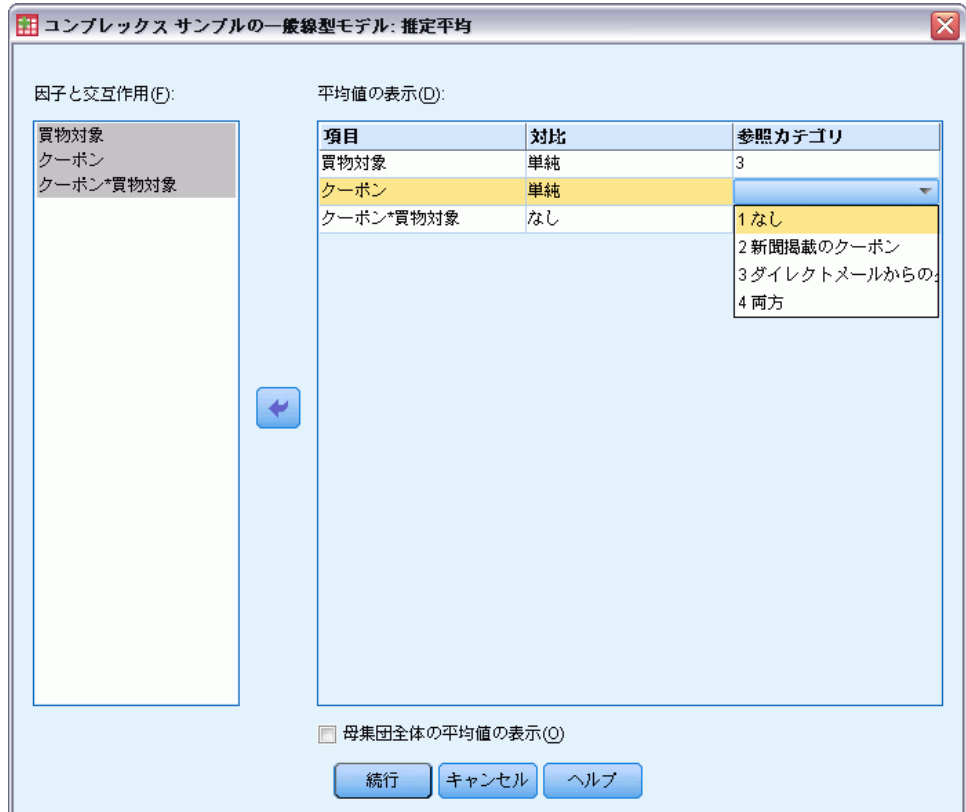 コンプレックス サンプルの一般線型モデル: 推定平均
因子と交互作用(F):
買物対象
クーポン
クーポン*買物対象
平均値の表示(D):
項目 対比 参照カテゴリ
買物対象 単純 3
クーポン 単純
クーポン*買物対象 なし
1 なし
2 新聞掲載のクーポン
3 ダイレクトメールからの
4 両方
母集団全体の平均値の表示(O)
続行 キャンセル ヘルプ